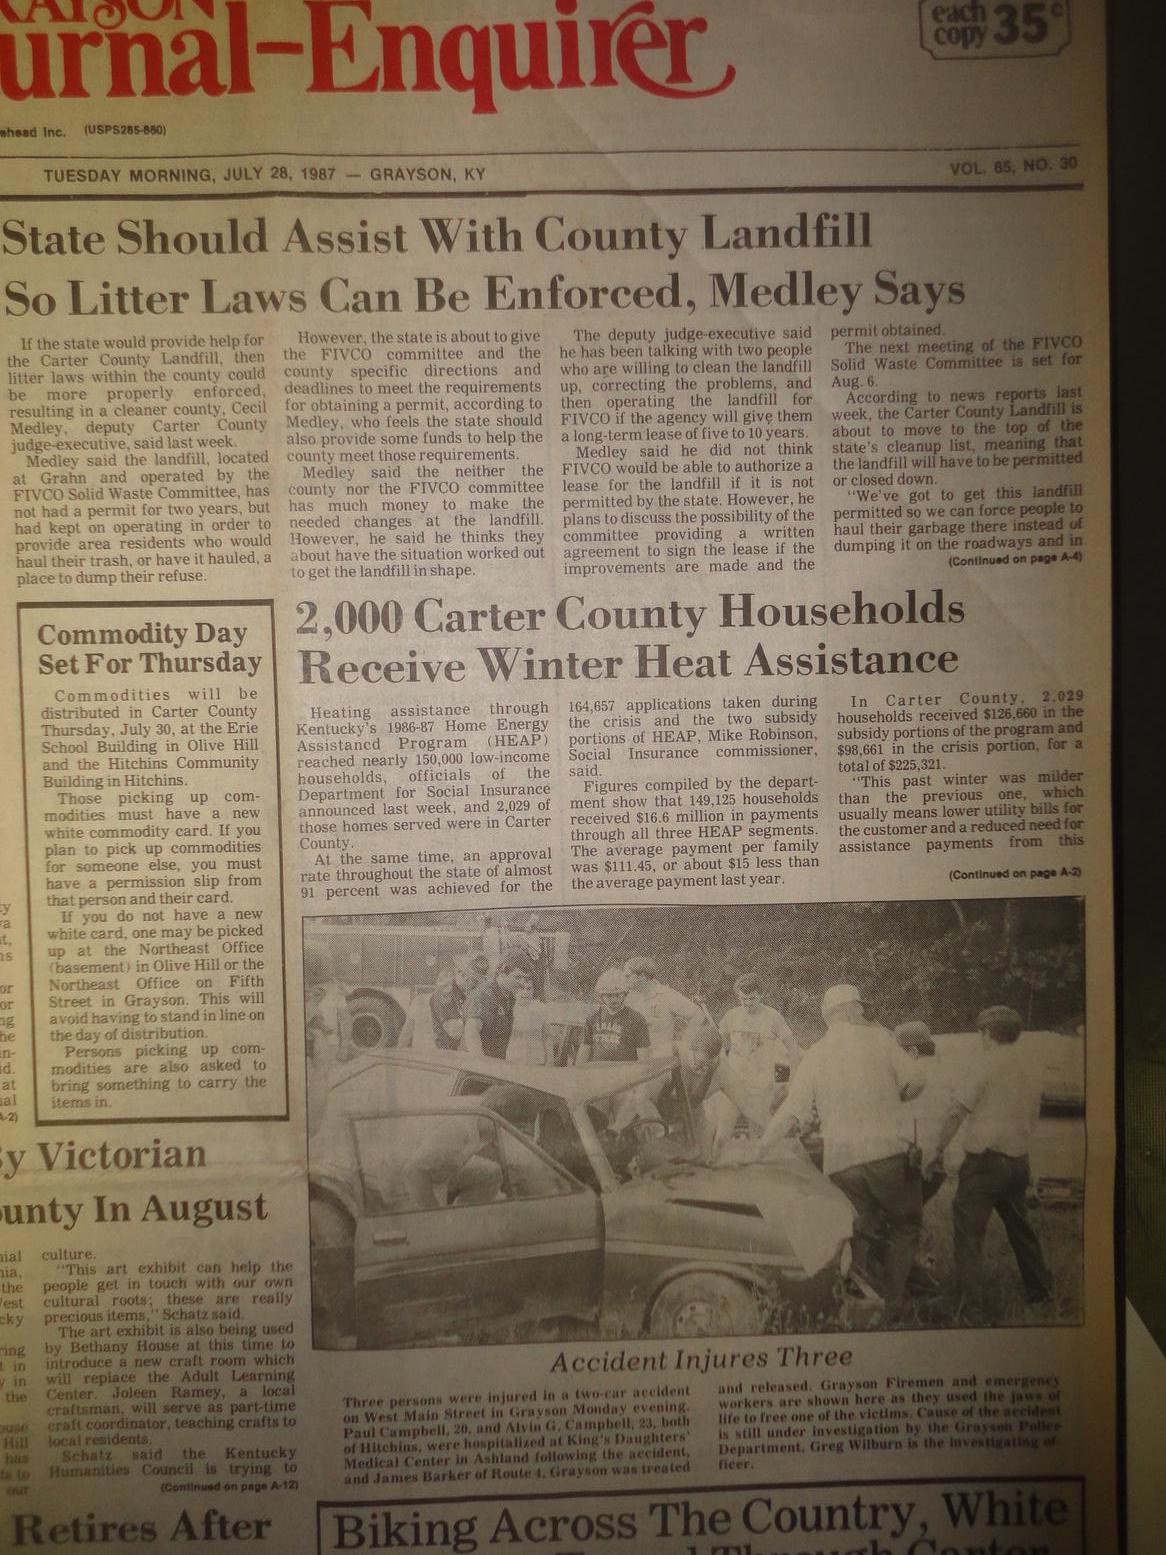 urnal-Enquirer
each
copy 35¢
ahead Inc. (USPS265-860)
TUESDAY MORNING, JULY 28, 1987 — GRAYSON, KY
VOL. 85, NO. 30
State Should Assist With County Landfill
So Litter Laws Can Be Enforced, Medley Says
If the state would provide help for
the Carter County Landfill, then
litter laws within the county could
be more properly enforced,
resulting in a cleaner county, Cecil
Medley, deputy Carter County
judge-executive, said last week.
Medley said the landfill, located
at Grahn and operated by the
FIVCO Solid Waste Committee, has
not had a permit for two years, but
had kept on operating in order to
provide area residents who would
haul their trash, or have it hauled, a
place to dump their refuse.
However, the state is about to give
the FIVCO committee and the
county specific directions and
deadlines to meet the requirements
for obtaining a permit, according to
Medley, who feels the state should
also provide some funds to help the
county meet those requirements.
Medley said the neither the
county nor the FIVCO committee
has much money to make the
needed changes at the landfill.
However, he said he thinks they
about have the situation worked out
to get the landfill in shape.
The deputy judge-executive said
he has been talking with two people
who are willing to clean the landfill
up, correcting the problems, and
then operating the landfill for
FIVCO if the agency will give them
a long-term lease of five to 10 years.
Medley said he did not think
FIVCO would be able to authorize a
lease for the landfill if it is not
permitted by the state. However, he
plans to discuss the possibility of the
committee providing a written
agreement to sign the lease if the
improvements are made and the
permit obtained.
The next meeting of the FIVCO
Solid Waste Committee is set for
Aug. 6.
According to news reports last
week, the Carter County Landfill is
about to move to the top of the
state's cleanup list, meaning that
the landfill will have to be permitted
or closed down.
"We've got to get this landfill
permitted so we can force people to
haul their garbage there instead of
dumping it on the roadways and in
(Continued on page A-4)
Commodity Day
Set For Thursday
Commodities will be
distributed in Carter County
Thursday, July 30, at the Erie
School Building in Olive Hill
and the Hitchins Community
Building in Hitchins.
Those picking up com-
modities must have a new
white commodity card. If you
plan to pick up commodities
for someone else, you must
have a permission slip from
that person and their card.
If you do not have a new
white card, one may be picked
up at the Northeast Office
(basement) in Olive Hill or the
Northeast Office on Fifth
Street in Grayson. This will
avoid having to stand in line on
the day of distribution.
Persons picking up com-
modities are also asked to
bring something to carry the
items in.
2,000 Carter County Households
Receive Winter Heat Assistance
Heating assistance through
Kentucky's 1986-87 Home Energy
Assistancd Program (HEAP)
reached nearly 150,000 low-income
households, officials of the
Department for Social Insurance
announced last week, and 2,029 of
those homes served were in Carter
County.
At the same time, an approval
rate throughout the state of almost
91 percent was achieved for the
164,657 applications taken during
the crisis and the two subsidy
portions of HEAP, Mike Robinson,
Social Insurance commissioner,
said.
Figures compiled by the depart-
ment show that 149,125 households
received $16.6 million in payments
through all three HEAP segments.
The average payment per family
was $111.45, or about $15 less than
the average payment last year.
In Carter County, 2,029
households received $126,660 in the
subsidy portions of the program and
$98,661 in the crisis portion, for a
total of $225,321.
"This past winter was milder
than the previous one, which
usually means lower utility bills for
the customer and a reduced need for
assistance payments from this
(Continued on page A-2)
Accident Injures Three
Three persons were injured in a two-car accident
on West Main Street in Grayson Monday evening.
Paul Campbell, 20, and Alvin G. Campbell, 23, both
of Hitchins, were hospitalized at King's Daughters'
Medical Center in Ashland following the accident,
and James Barker of Route 4, Grayson was treated
and released. Grayson Firemen and emergency
workers are shown here as they used the jaws of
life to free one of the victims. Cause of the accident
is still under investigation by the Grayson Police
Department. Greg Wilburn is the investigating of-
ficer.
By Victorian
ounty In August
culture.
"This art exhibit can help the
people get in touch with our own
cultural roots; these are really
precious items," Schatz said.
The art exhibit is also being used
by Bethany House at this time to
introduce a new craft room which
will replace the Adult Learning
Center. Joleen Ramey, a local
craftsman, will serve as part-time
craft coordinator, teaching crafts to
local residents.
Schatz said the Kentucky
Humanities Council is trying to
(Continued on page A-12)
Retires After
Biking Across The Country, White